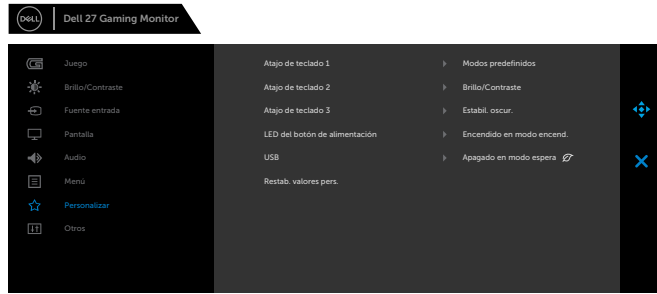 DELL
Dell 27 Gaming Monitor
Juego
Brillo/Contraste
Fuente entrada
Pantalla
Audio
Menú
Personalizar
Otros
Atajo de teclado 1 Modos predefinidos
Atajo de teclado 2 Brillo/Contraste
Atajo de teclado 3 Estabil. oscur.
LED del botón de alimentación Encendido en modo encend.
USB Apagado en modo espera
Restab. valores pers.